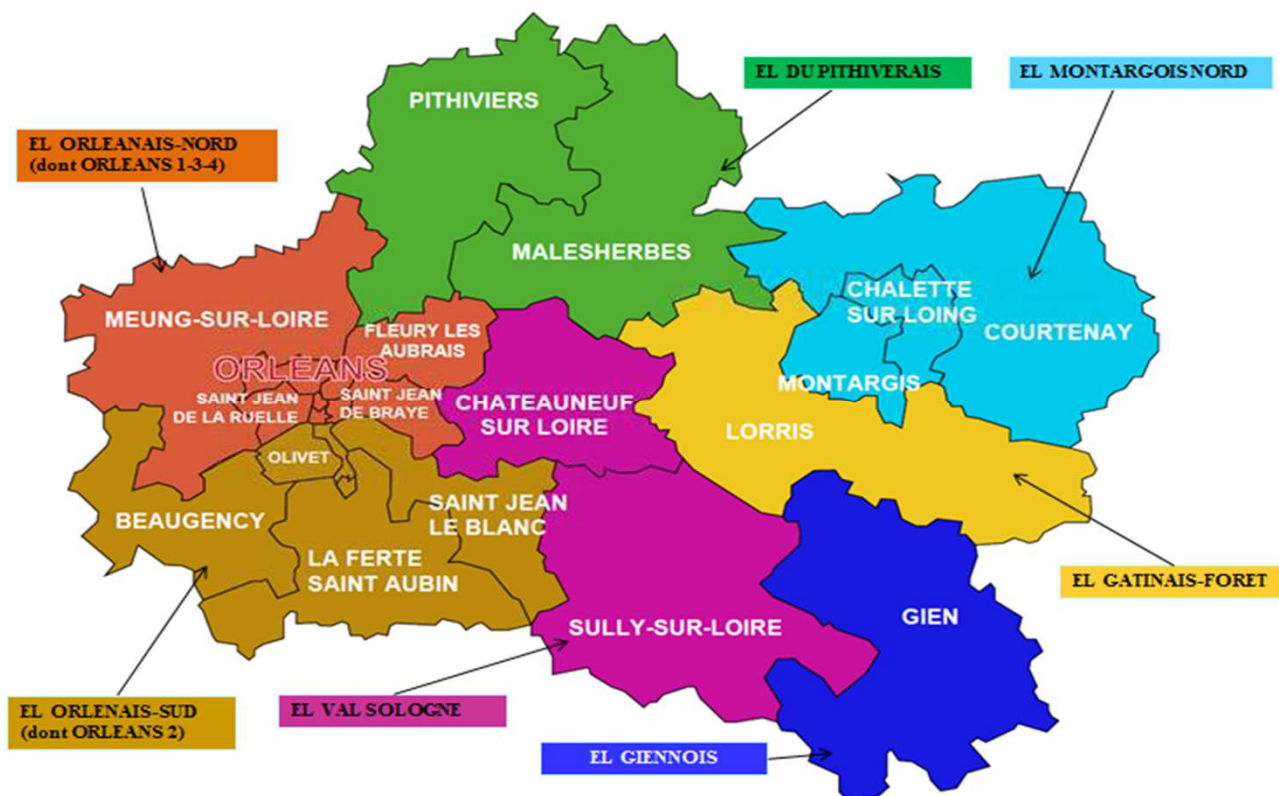 EL DU PITHIVERAIS
EL MONTARGOIS NORD
PITHIVIERS
EL ORLEANAIS-NORD
(dont ORLEANS 1-3-4)
MALESHERBES
CHALETTE
SUR LOING
MEUNG-SUR-LOIRE
FLEURY LES
AUBRAIS
COURTENAY
ORLEANS
MONTARGIS
SAINT JEAN
DE LA RUELLE
SAINT JEAN
DE BRAYE
CHATEAUNEUF
SUR LOIRE
LORRIS
OLIVET
SAINT JEAN
LE BLANC
BEAUGENCY
LA FERTE
SAINT AUBIN
EL GATINAIS-FORET
GIEN
SULLY-SUR-LOIRE
EL ORLENAIS-SUD
(dont ORLEANS 2)
EL VAL SOLOGNE
EL GIENNOIS